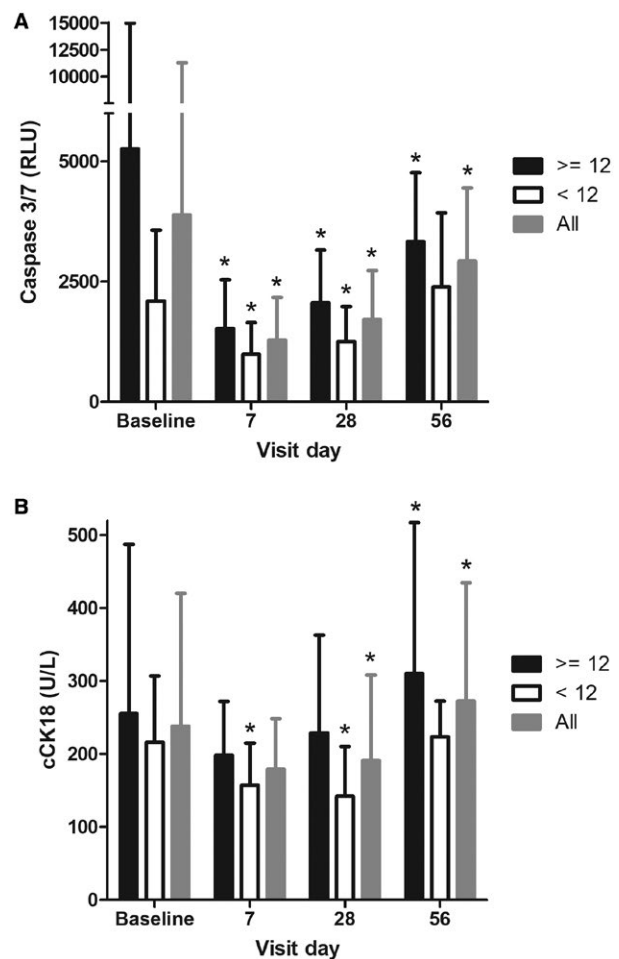 A
Caspase 3/7 (RLU)
15000
12500
10000
5000
2500
0
* * *
* * *
* *
Baseline 7 28 56
Visit day
>= 12
< 12
All
B
cCK18 (U/L)
500
400
300
200
100
0
*
* *
* *
Baseline 7 28 56
Visit day
>= 12
< 12
All